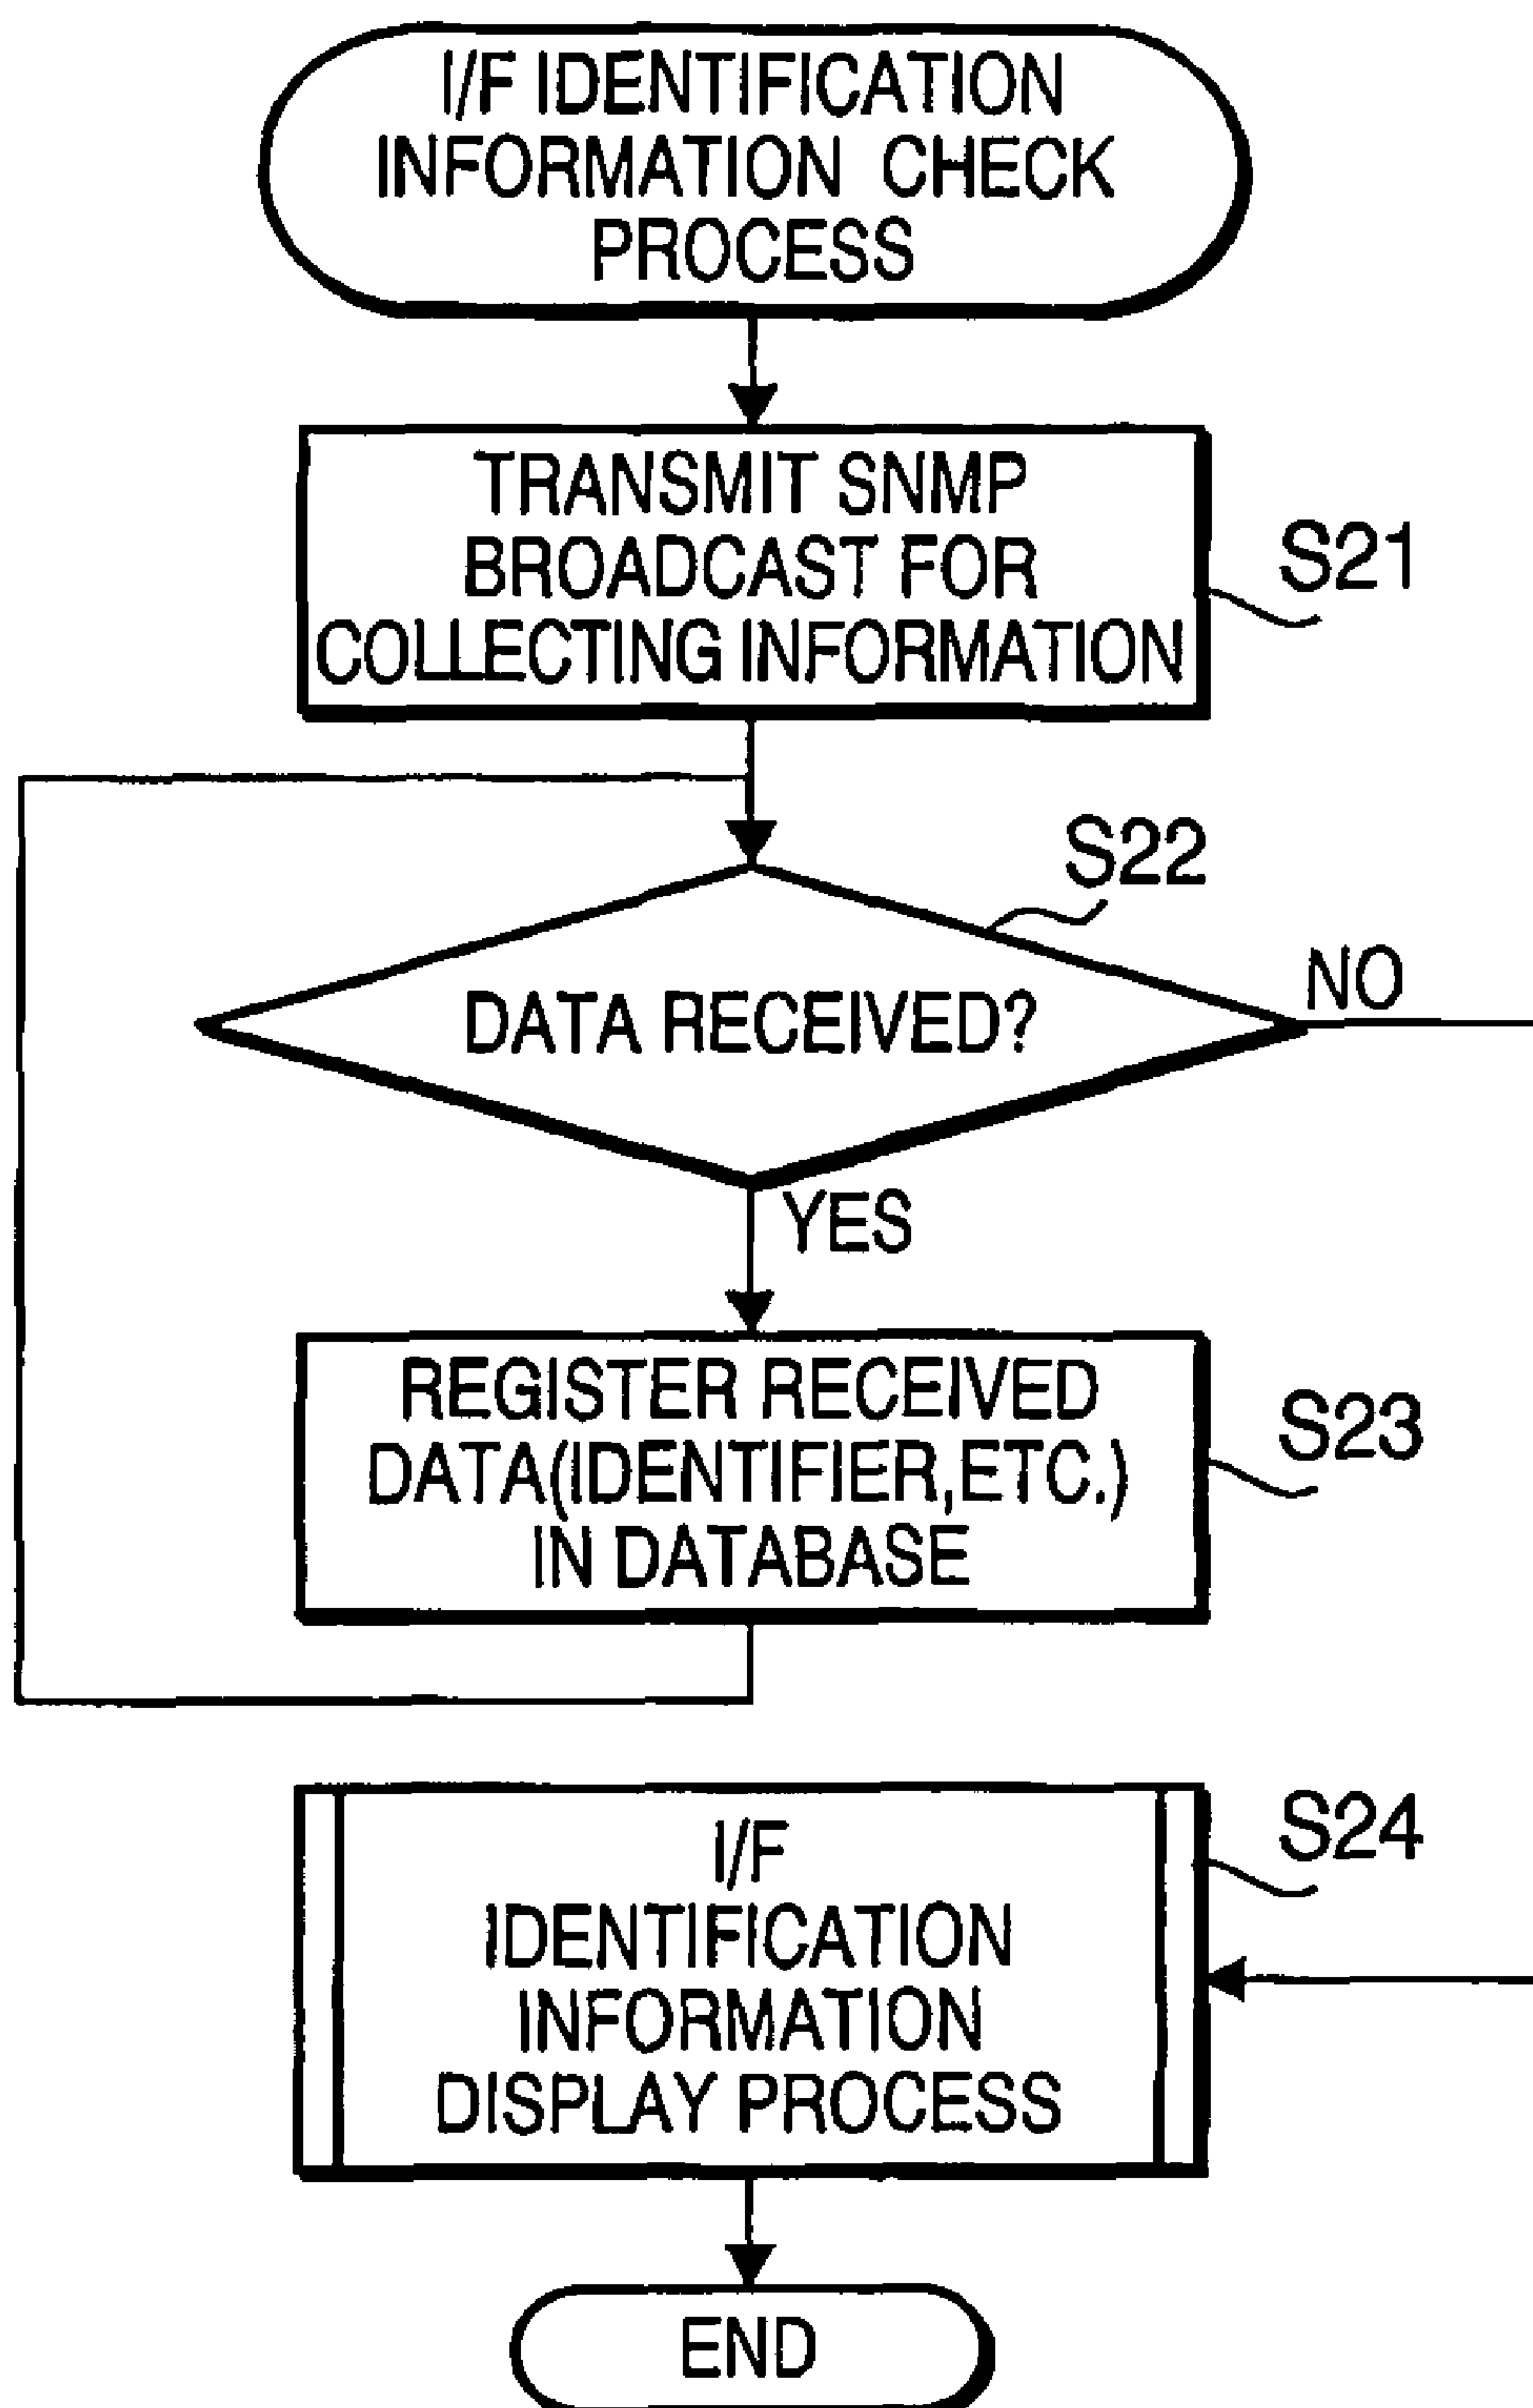 I/F IDENTIFICATION
INFORMATION CHECK
PROCESS
TRANSMIT SNMP
BROADCAST FOR
COLLECTING INFORMATION
S21
S22
DATA RECEIVED?
NO
YES
REGISTER RECEIVED
DATA(IDENTIFIER,ETC.)
IN DATABASE
S23
I/F
IDENTIFICATION
INFORMATION
DISPLAY PROCESS
S24
END